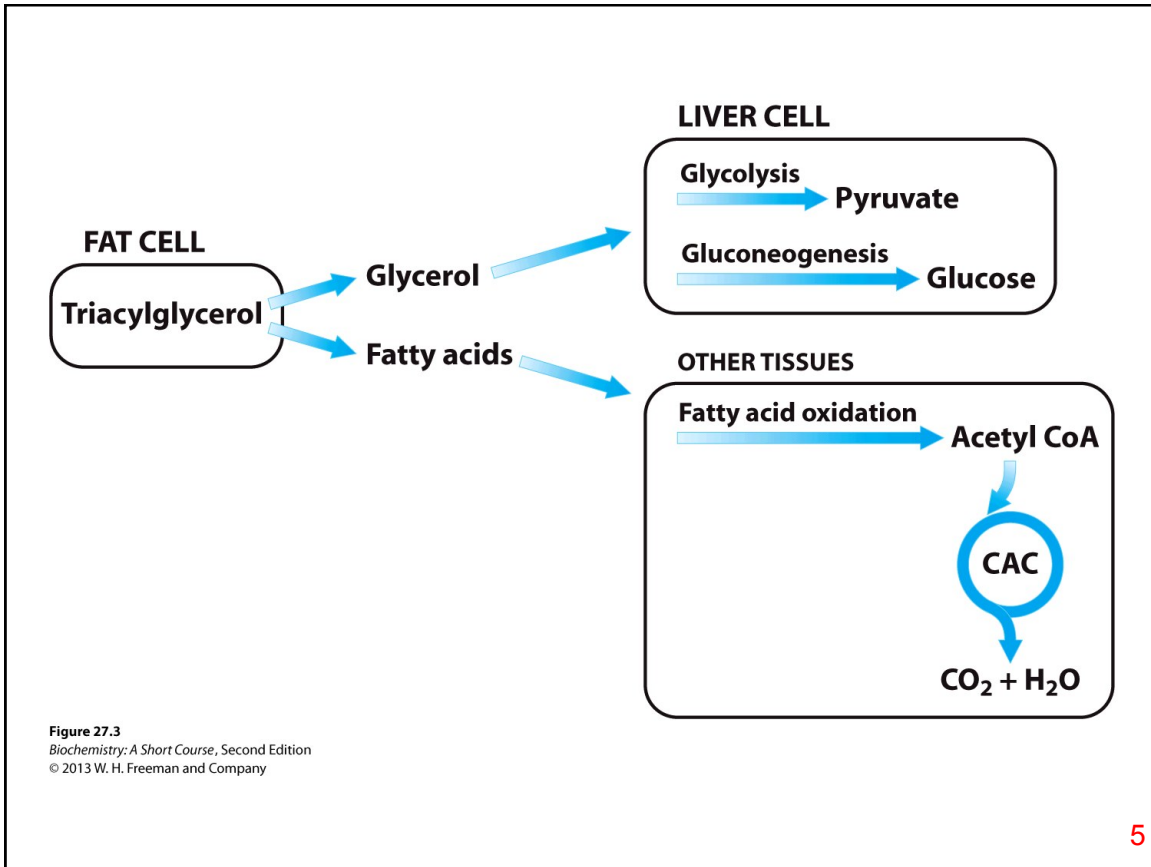 LIVER CELL
Glycolysis
Pyruvate
Gluconeogenesis
Glucose
FAT CELL
Triacylglycerol
Glycerol
Fatty acids
OTHER TISSUES
Fatty acid oxidation
Acetyl CoA
CAC
CO₂ + H₂O
Figure 27.3
Biochemistry: A Short Course, Second Edition
© 2013 W. H. Freeman and Company
5